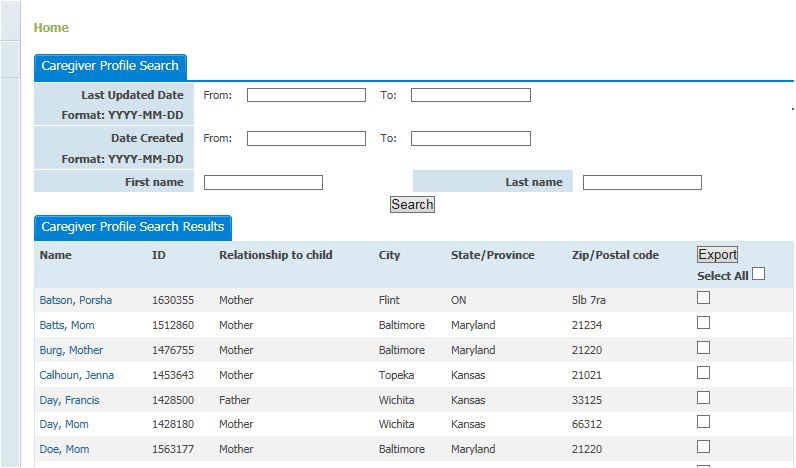 Home
Caregiver Profile Search
Last Updated Date From: To:
Format: YYYY-MM-DD
Date Created From: To:
Format: YYYY-MM-DD
First name Last name
Search
Caregiver Profile Search Results
Name ID Relationship to child City State/Province Zip/Postal code Export
Select All
Batson, Porsha 1630355 Mother Flint ON 5lb 7ra
Batts, Mom 1512860 Mother Baltimore Maryland 21234
Burg, Mother 1476755 Mother Baltimore Maryland 21220
Calhoun, Jenna 1453643 Mother Topeka Kansas 21021
Day, Francis 1428500 Father Wichita Kansas 33125
Day, Mom 1428180 Mother Wichita Kansas 66312
Doe, Mom 1563177 Mother Baltimore Maryland 21220